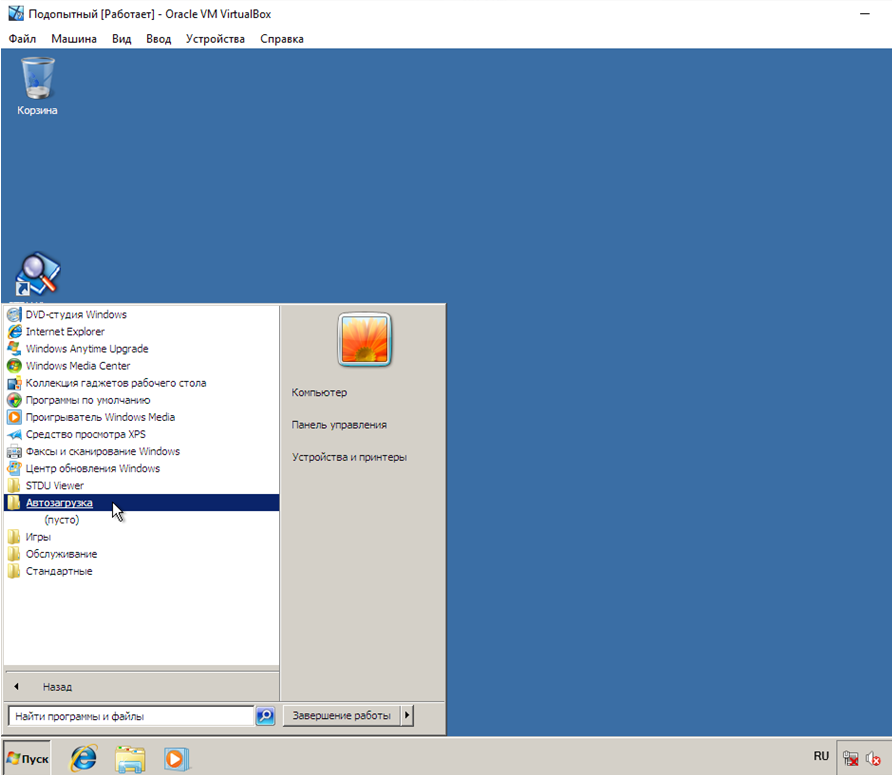 Подопытный [Работает] - Oracle VM VirtualBox
Файл Машина Вид Ввод Устройства Справка
Корзина
DVD-студия Windows
Internet Explorer
Windows Anytime Upgrade
Windows Media Center
Коллекция гаджетов рабочего стола
Программы по умолчанию
Проигрыватель Windows Media
Средство просмотра XPS
Факсы и сканирование Windows
Центр обновления Windows
STDU Viewer
Автозагрузка
(пусто)
Игры
Обслуживание
Стандартные
Назад
Найти программы и файлы
Компьютер
Панель управления
Устройства и принтеры
Завершение работы
Пуск
RU